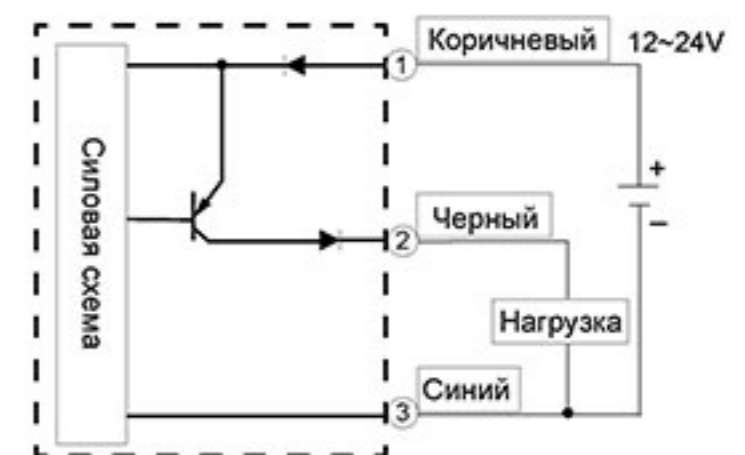 Коричневый 12~24V
1
+
Силовая схема
Черный
2
–
Нагрузка
Синий
3